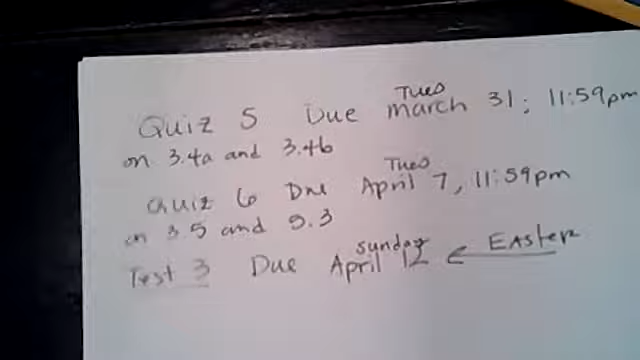 Quiz 5 Due Tues March 31; 11:59pm
on 3.4a and 3.4b
Quiz 6 Due Tues April 7, 11:59pm
on 3.5 and 9.3
Test 3 Due Sunday April 12 ← Easter